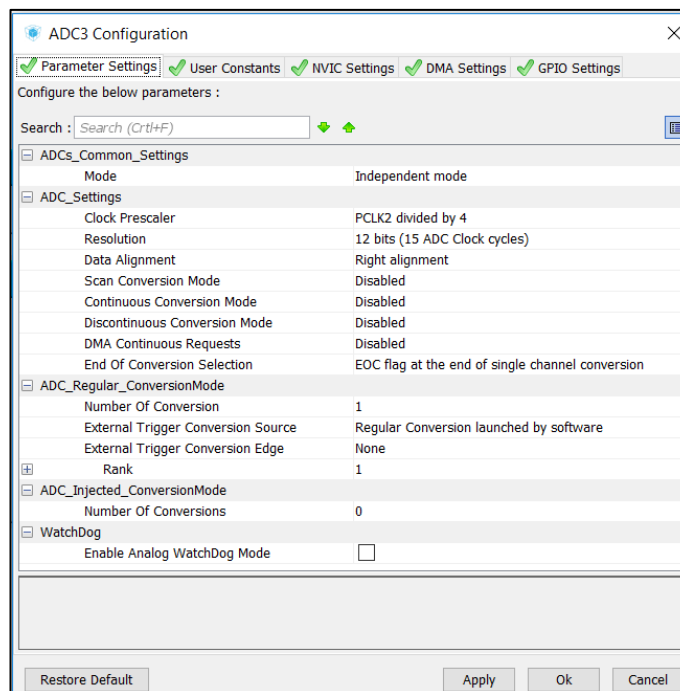 ADC3 Configuration
Parameter Settings User Constants NVIC Settings DMA Settings GPIO Settings
Configure the below parameters :
Search : Search (Crtl+F)
ADCs_Common_Settings
Mode Independent mode
ADC_Settings
Clock Prescaler PCLK2 divided by 4
Resolution 12 bits (15 ADC Clock cycles)
Data Alignment Right alignment
Scan Conversion Mode Disabled
Continuous Conversion Mode Disabled
Discontinuous Conversion Mode Disabled
DMA Continuous Requests Disabled
End Of Conversion Selection EOC flag at the end of single channel conversion
ADC_Regular_ConversionMode
Number Of Conversion 1
External Trigger Conversion Source Regular Conversion launched by software
External Trigger Conversion Edge None
Rank 1
ADC_Injected_ConversionMode
Number Of Conversions 0
WatchDog
Enable Analog WatchDog Mode
Restore Default Apply Ok Cancel